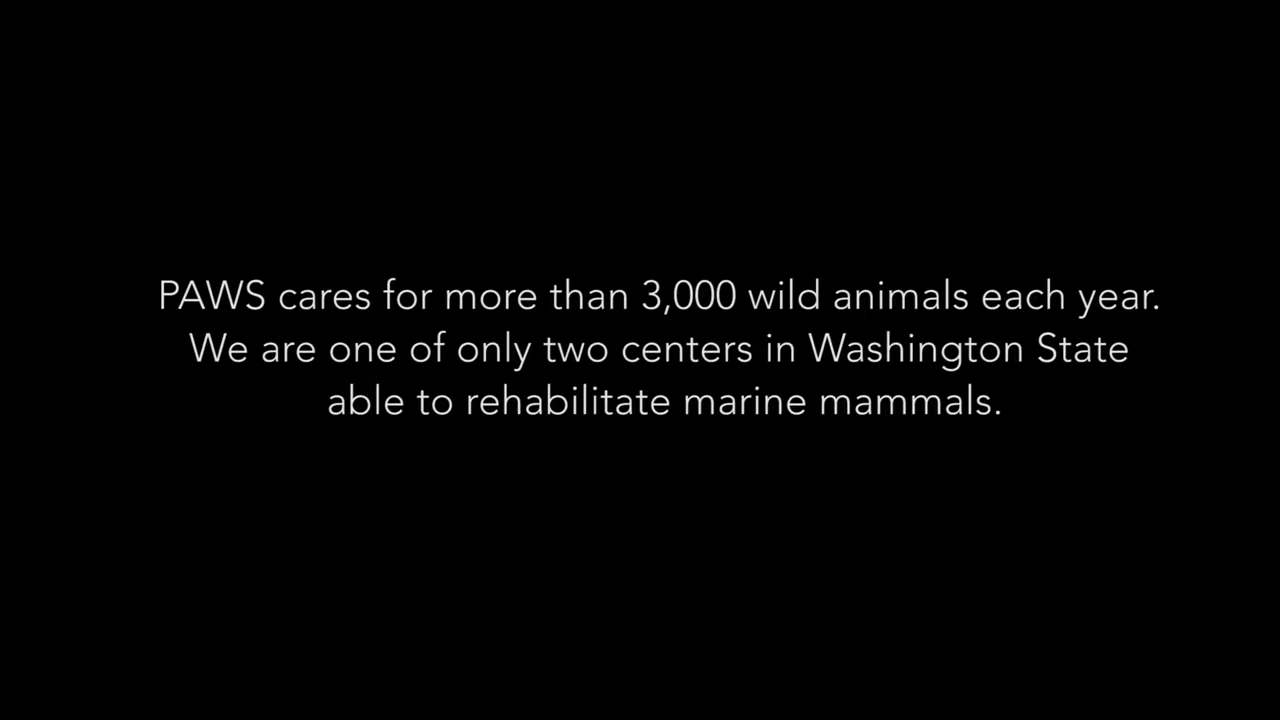 PAWS cares for more than 3,000 wild animals each year.
We are one of only two centers in Washington State
able to rehabilitate marine mammals.